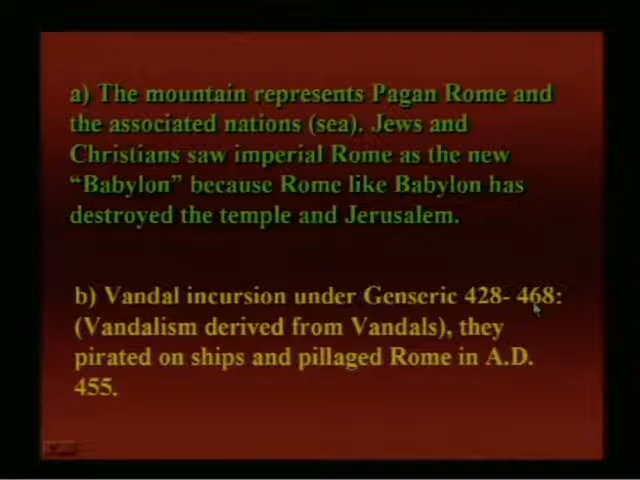 a) The mountain represents Pagan Rome and
the associated nations (sea). Jews and
Christians saw imperial Rome as the new
“Babylon” because Rome like Babylon has
destroyed the temple and Jerusalem.
b) Vandal incursion under Genseric 428- 468:
(Vandalism derived from Vandals), they
pirated on ships and pillaged Rome in A.D.
455.